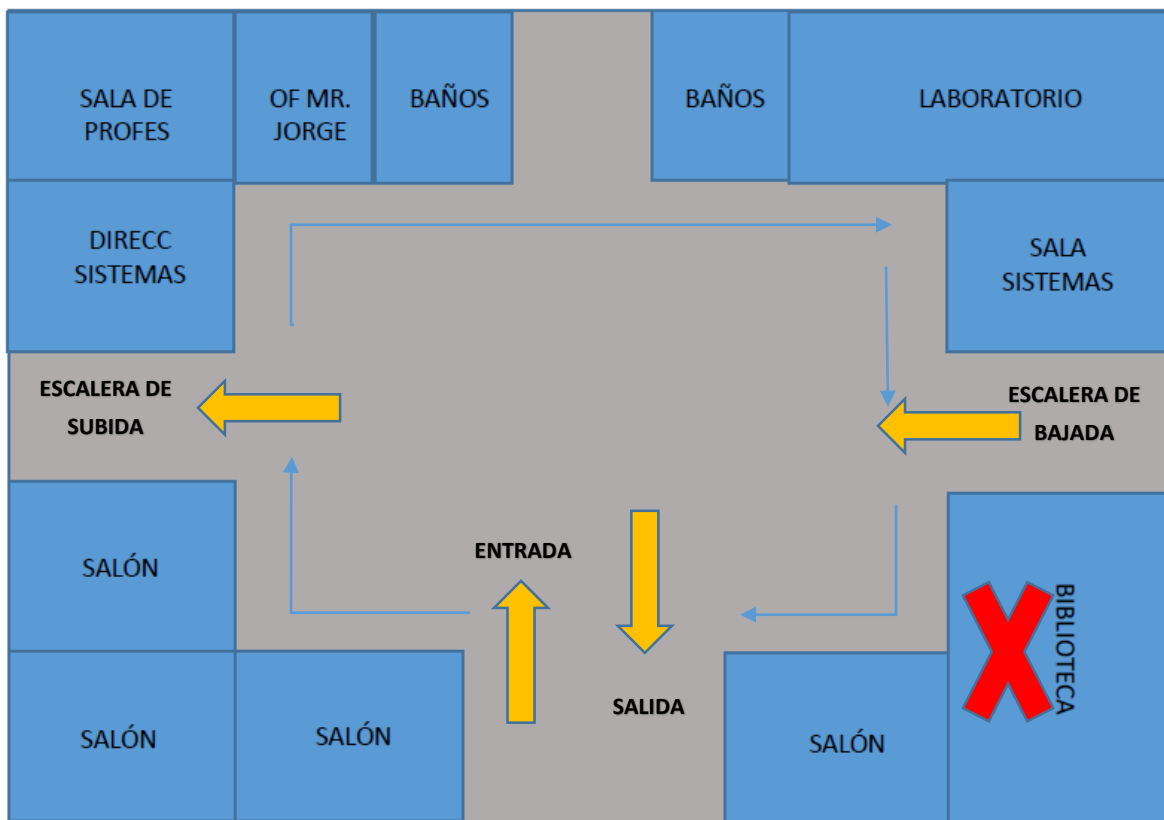 SALA DE
PROFES
OF MR.
JORGE
BAÑOS
BAÑOS
LABORATORIO
DIRECC
SISTEMAS
SALA
SISTEMAS
ESCALERA DE
SUBIDA
ESCALERA DE
BAJADA
SALÓN
ENTRADA
BIBLIOTECA
SALÓN
SALÓN
SALIDA
SALÓN